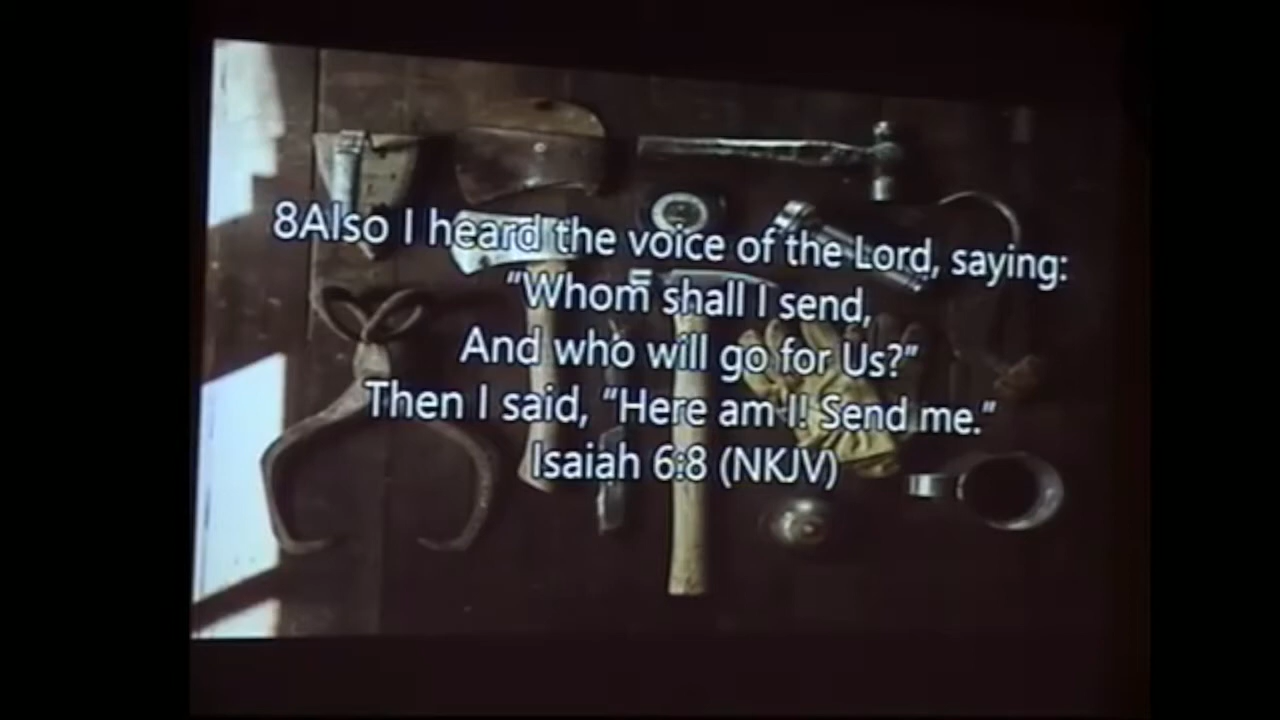 8Also I heard the voice of the Lord, saying:
“Whom shall I send,
And who will go for Us?”
Then I said, “Here am I! Send me.”
Isaiah 6:8 (NKJV)